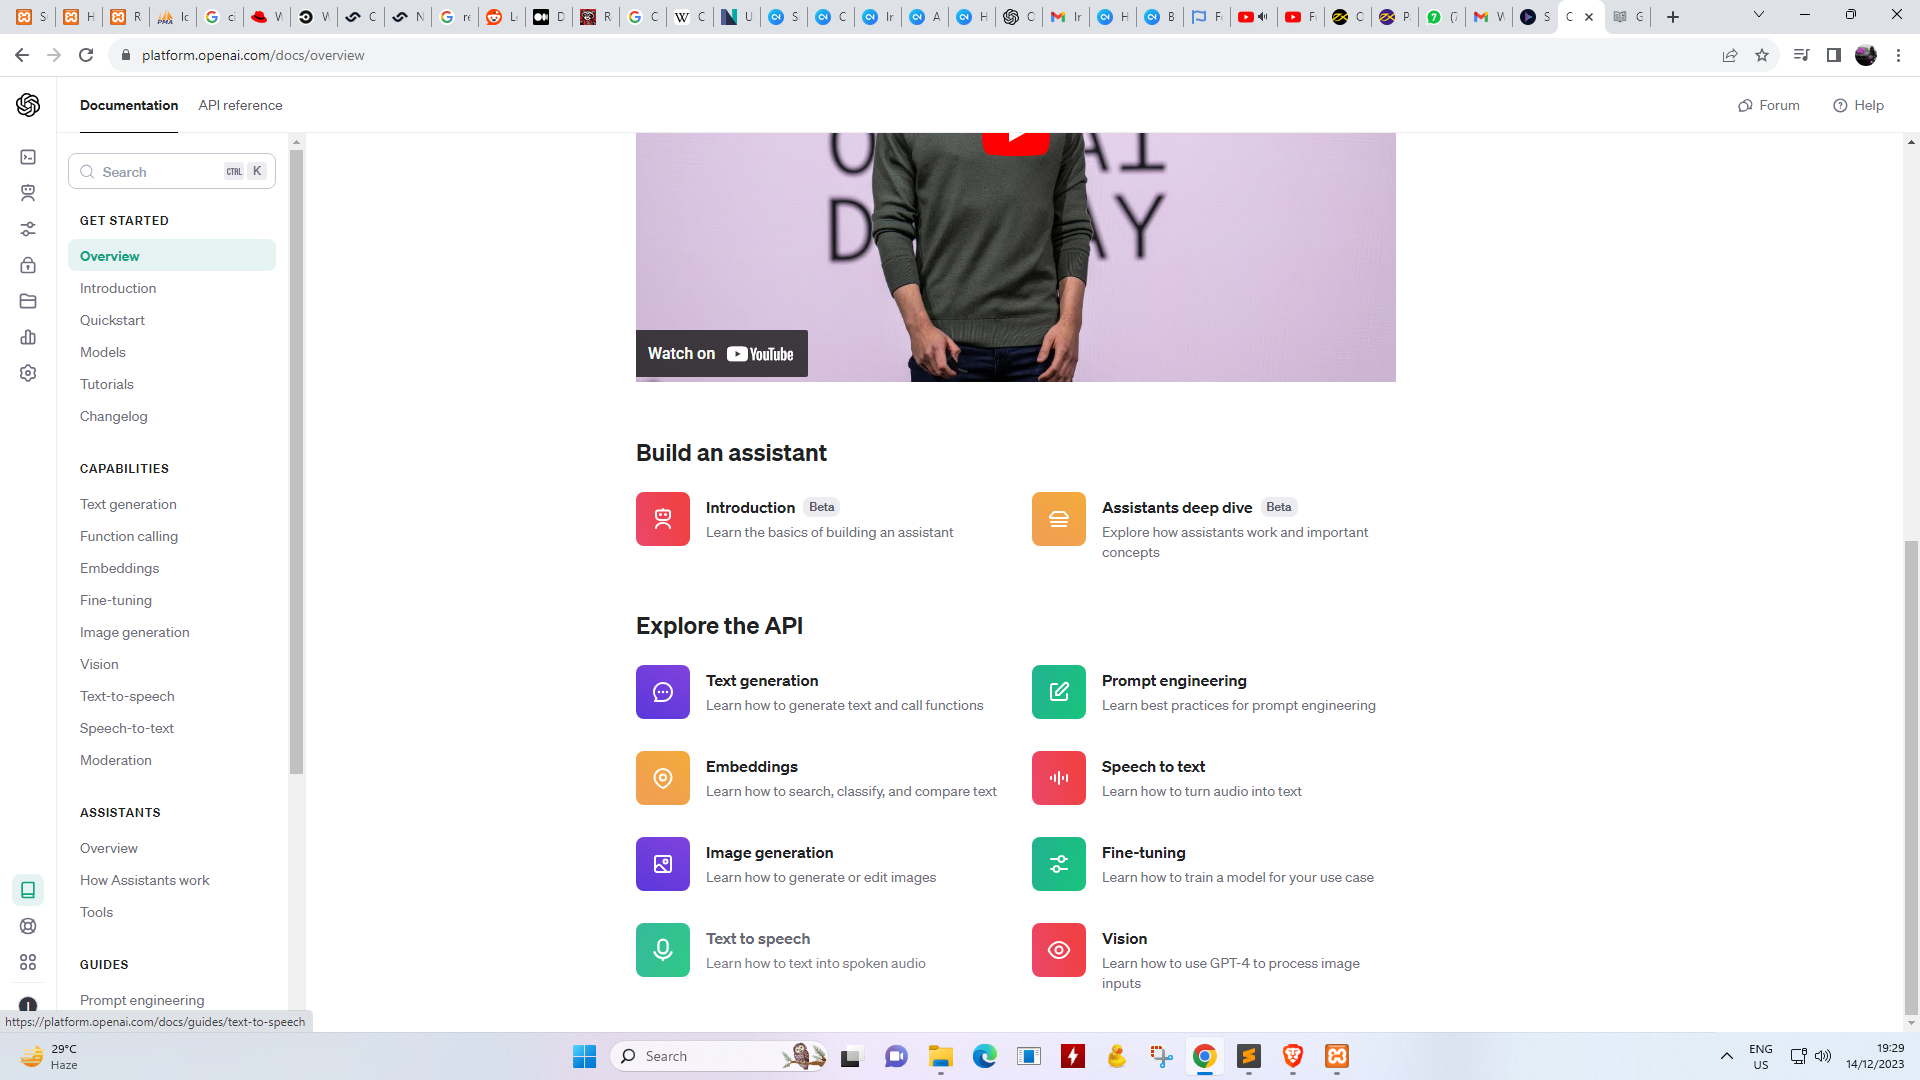 platform.openai.com/docs/overview
Documentation
API reference
Forum
Help
Search
CTRL K
GET STARTED
Overview
Introduction
Quickstart
Models
Tutorials
Changelog
CAPABILITIES
Text generation
Function calling
Embeddings
Fine-tuning
Image generation
Vision
Text-to-speech
Speech-to-text
Moderation
ASSISTANTS
Overview
How Assistants work
Tools
GUIDES
Prompt engineering
https://platform.openai.com/docs/guides/text-to-speech
Watch on YouTube
Build an assistant
Introduction Beta
Learn the basics of building an assistant
Assistants deep dive Beta
Explore how assistants work and important
concepts
Explore the API
Text generation
Learn how to generate text and call functions
Prompt engineering
Learn best practices for prompt engineering
Embeddings
Learn how to search, classify, and compare text
Speech to text
Learn how to turn audio into text
Image generation
Learn how to generate or edit images
Fine-tuning
Learn how to train a model for your use case
Text to speech
Learn how to text into spoken audio
Vision
Learn how to use GPT-4 to process image
inputs
29°C
Haze
Search
ENG
US
19:29
14/12/2023